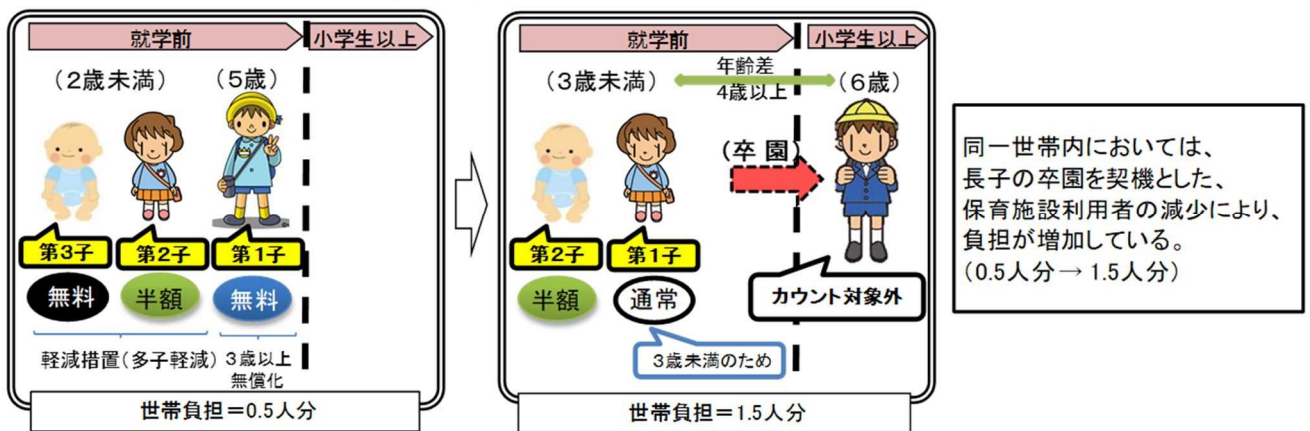 就学前
小学生以上
(2歳未満)
(5歳)
第3子
第2子
第1子
無料
半額
無料
軽減措置(多子軽減)
3歳以上
無償化
世帯負担=0.5人分
就学前
小学生以上
(3歳未満)
年齢差
4歳以上
(6歳)
(卒 園)
第2子
第1子
半額
通常
カウント対象外
3歳未満のため
世帯負担=1.5人分
同一世帯内においては、
長子の卒園を契機とした、
保育施設利用者の減少により、
負担が増加している。
(0.5人分→1.5人分)